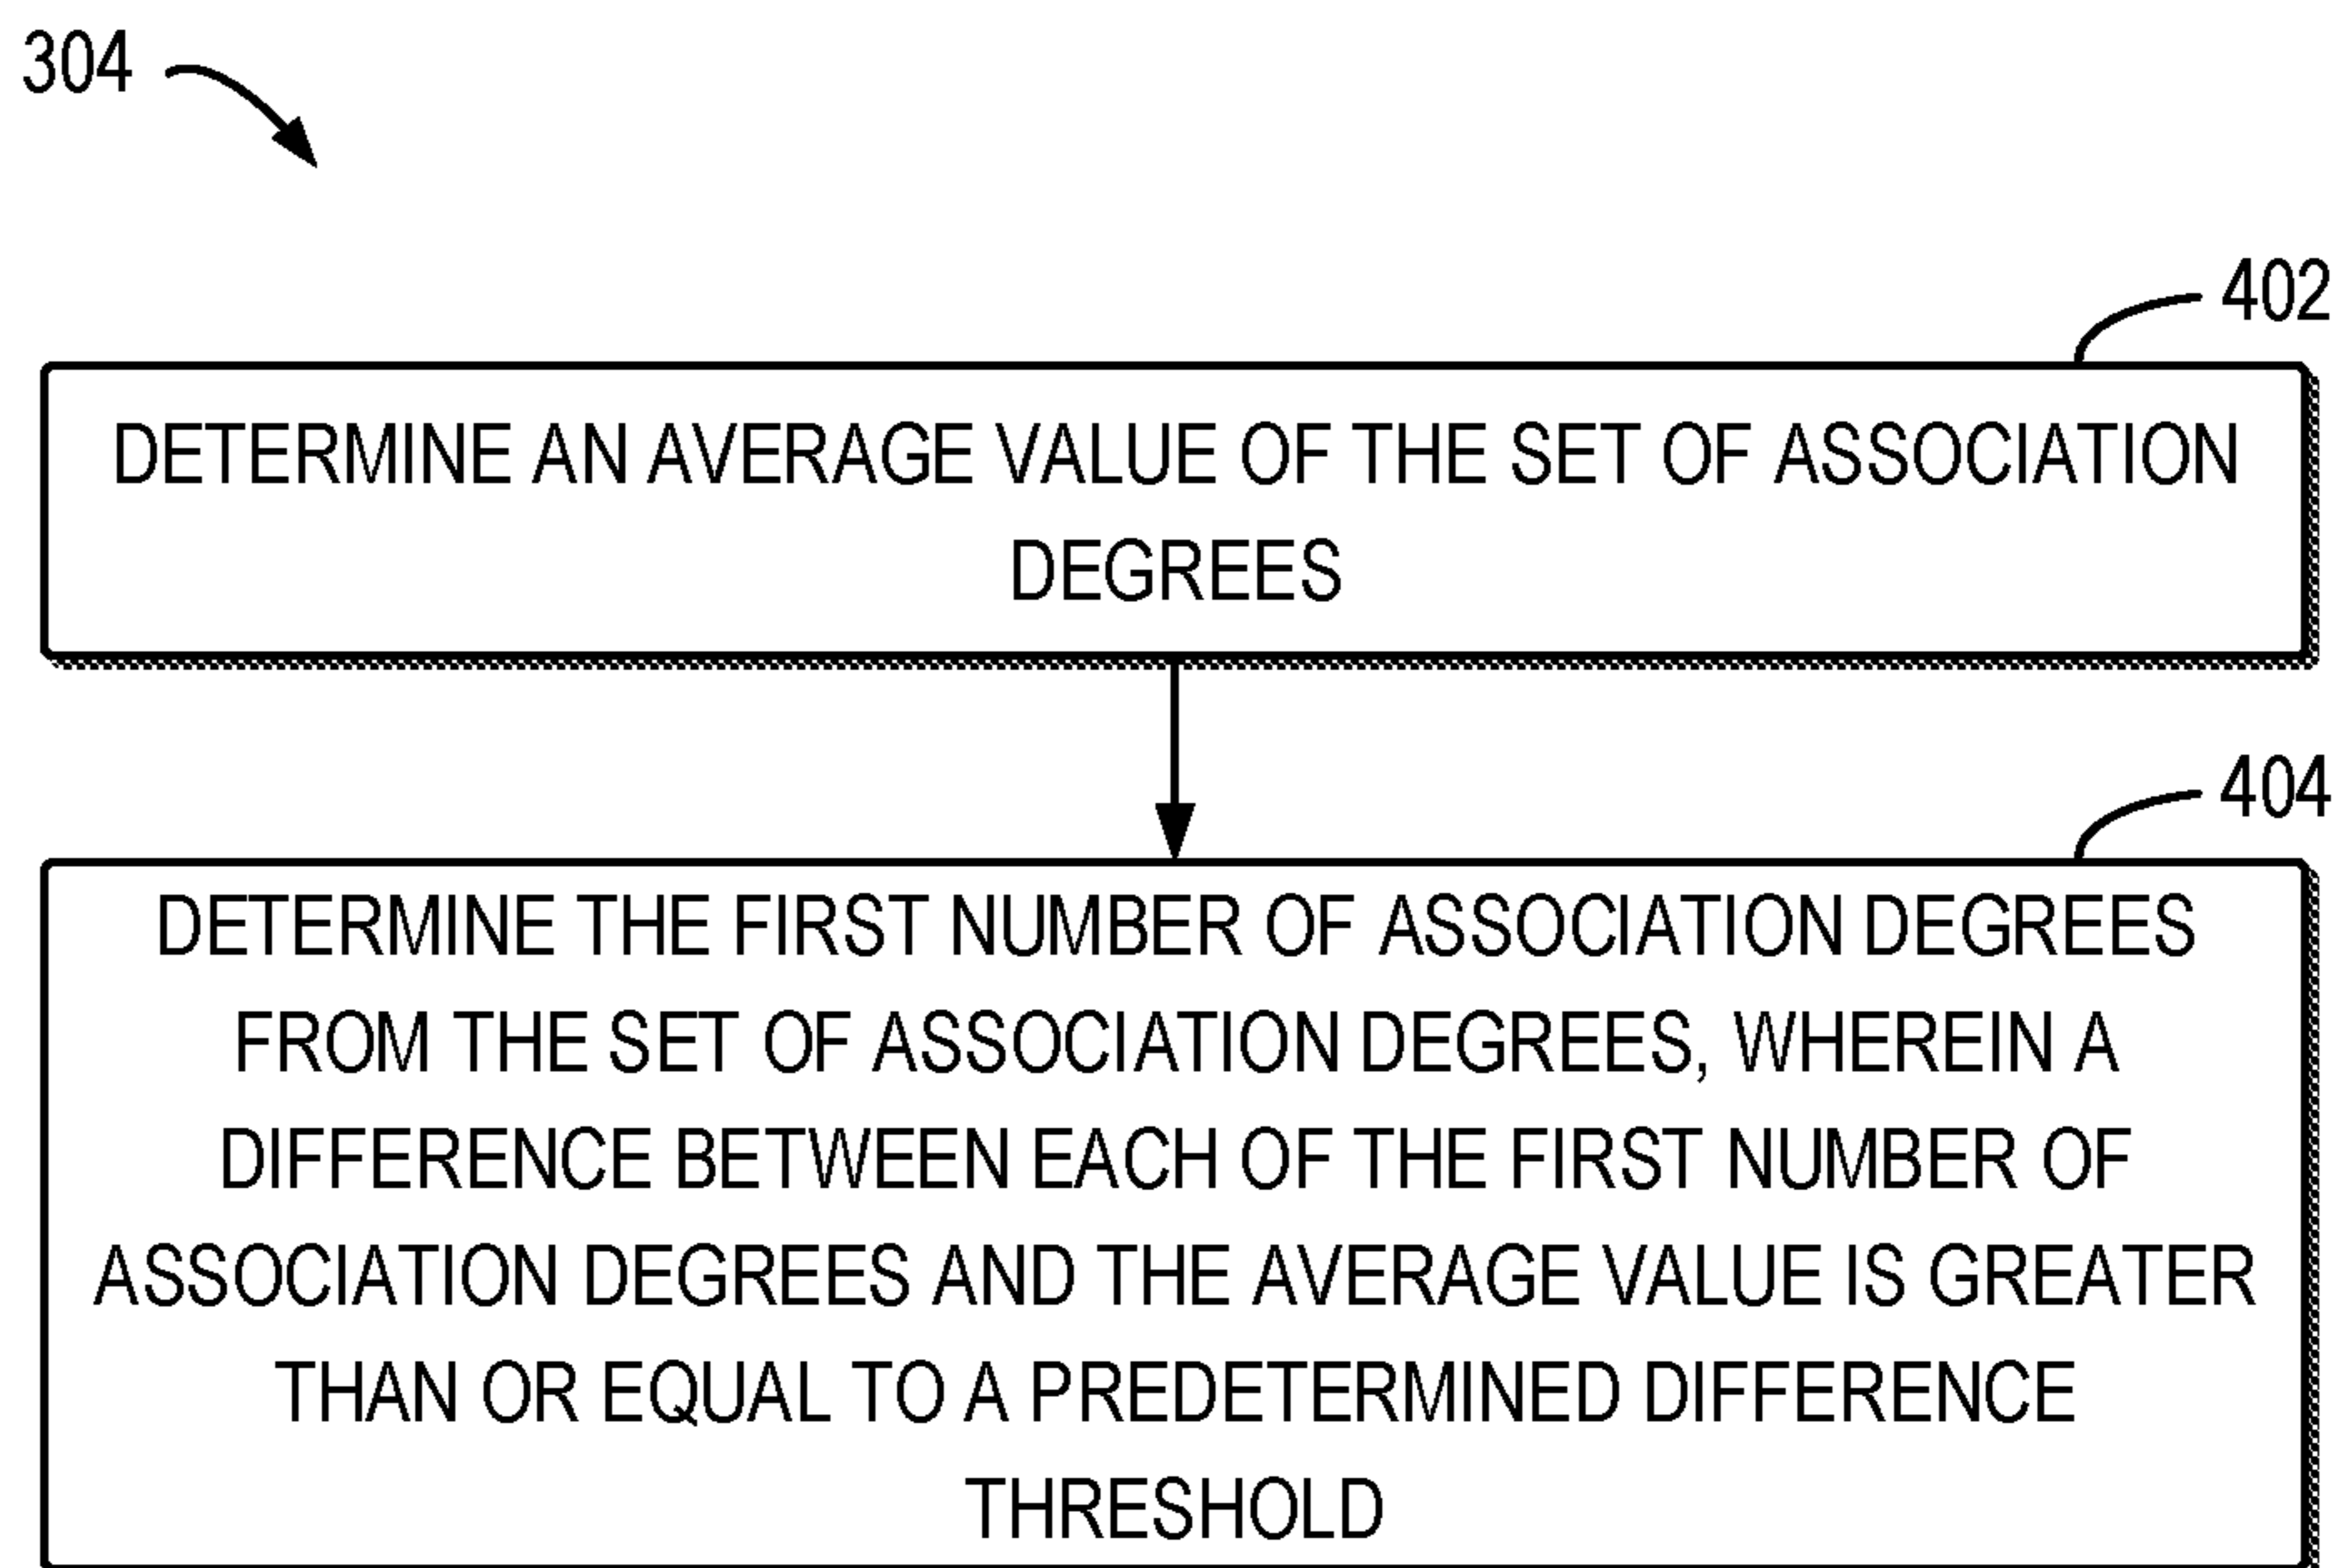 304
402
DETERMINE AN AVERAGE VALUE OF THE SET OF ASSOCIATION
DEGREES
404
DETERMINE THE FIRST NUMBER OF ASSOCIATION DEGREES
FROM THE SET OF ASSOCIATION DEGREES, WHEREIN A
DIFFERENCE BETWEEN EACH OF THE FIRST NUMBER OF
ASSOCIATION DEGREES AND THE AVERAGE VALUE IS GREATER
THAN OR EQUAL TO A PREDETERMINED DIFFERENCE
THRESHOLD